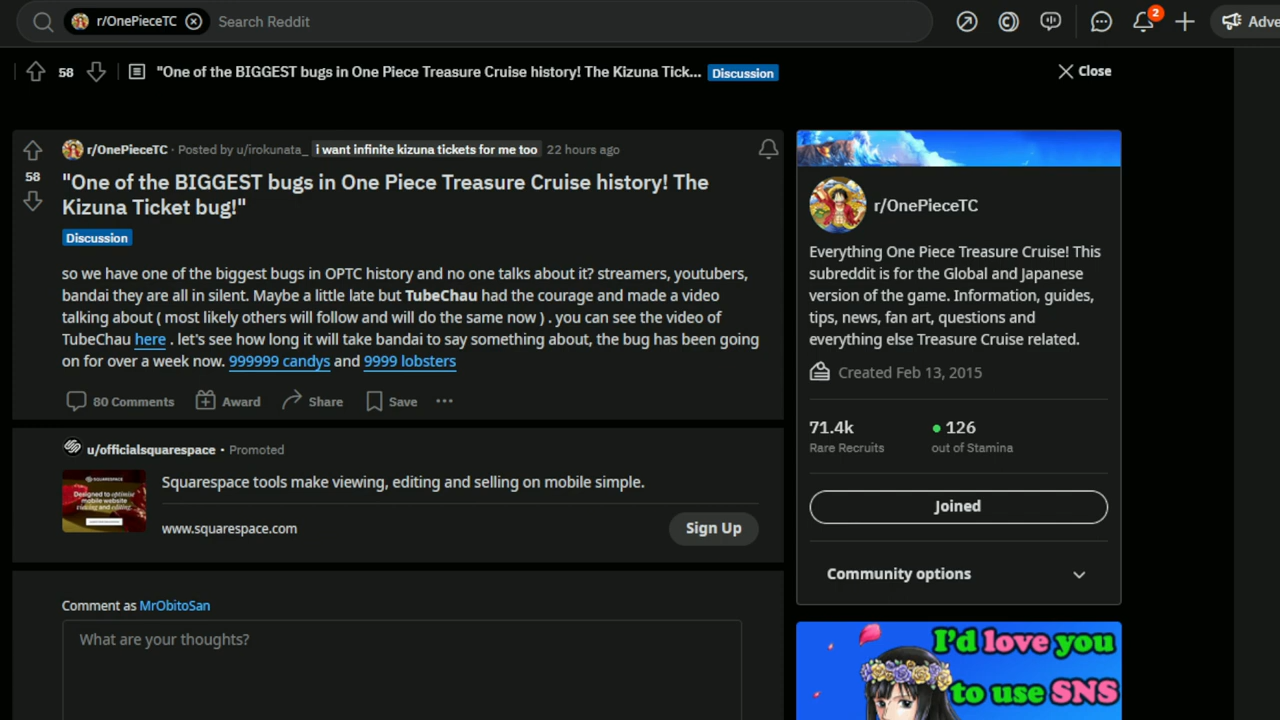 r/OnePieceTC
Search Reddit
2
Adve
58
"One of the BIGGEST bugs in One Piece Treasure Cruise history! The Kizuna Tick...
Discussion
Close
r/OnePieceTC · Posted by u/irokunata_ i want infinite kizuna tickets for me too 22 hours ago
58
"One of the BIGGEST bugs in One Piece Treasure Cruise history! The
Kizuna Ticket bug!"
Discussion
so we have one of the biggest bugs in OPTC history and no one talks about it? streamers, youtubers,
bandai they are all in silent. Maybe a little late but TubeChau had the courage and made a video
talking about ( most likely others will follow and will do the same now ) . you can see the video of
TubeChau here . let's see how long it will take bandai to say something about, the bug has been going
on for over a week now. 999999 candys and 9999 lobsters
80 Comments
Award
Share
Save
u/officialsquarespace • Promoted
Squarespace tools make viewing, editing and selling on mobile simple.
SQUARESPACE
Designed to optimise
mobile website
viewing and editing.
www.squarespace.com
Sign Up
Comment as MrObitoSan
What are your thoughts?
r/OnePieceTC
Everything One Piece Treasure Cruise! This
subreddit is for the Global and Japanese
version of the game. Information, guides,
tips, news, fan art, questions and
everything else Treasure Cruise related.
Created Feb 13, 2015
71.4k
Rare Recruits
126
out of Stamina
Joined
Community options
I'd love you
to use SNS